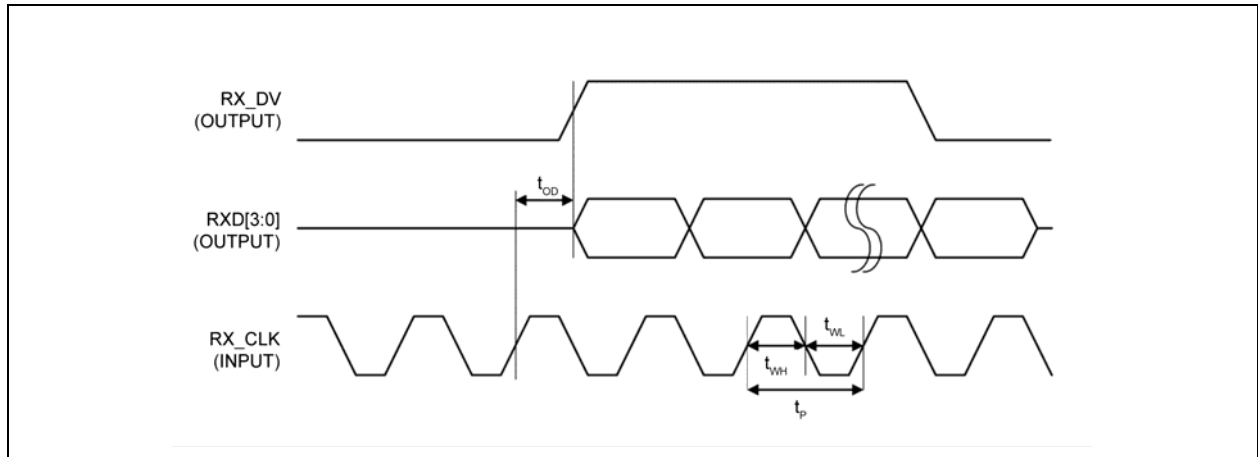 RX_DV
(OUTPUT)
tOD
RXD[3:0]
(OUTPUT)
RX_CLK
(INPUT)
tWL
tWH
tP